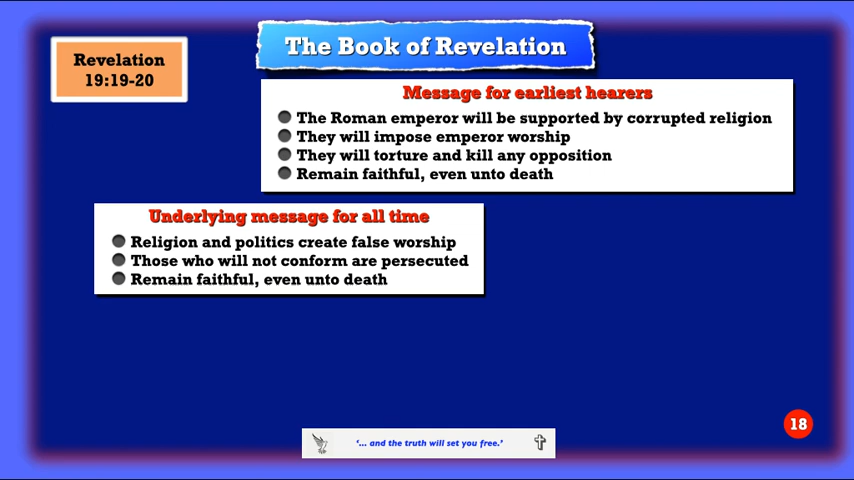 The Book of Revelation
Revelation
19:19-20
Message for earliest hearers
The Roman emperor will be supported by corrupted religion
They will impose emperor worship
They will torture and kill any opposition
Remain faithful, even unto death
Underlying message for all time
Religion and politics create false worship
Those who will not conform are persecuted
Remain faithful, even unto death
18
‘... and the truth will set you free.’